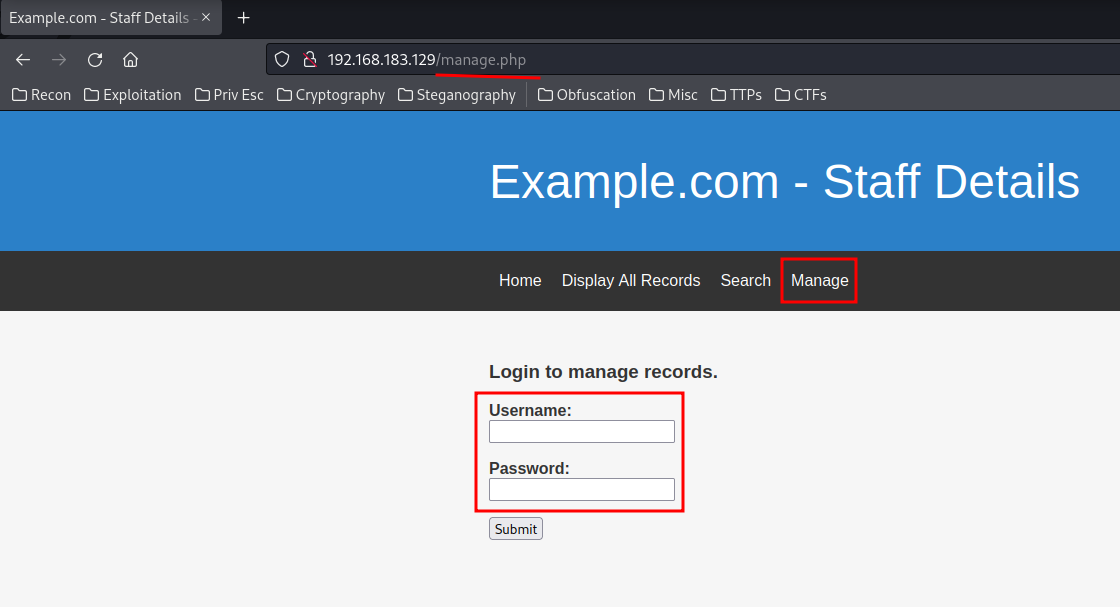 Example.com - Staff Details -
192.168.183.129/manage.php
Recon Exploitation Priv Esc Cryptography Steganography Obfuscation Misc TTPs CTFs
Example.com - Staff Details
Home Display All Records Search Manage
Login to manage records.
Username:
Password:
Submit